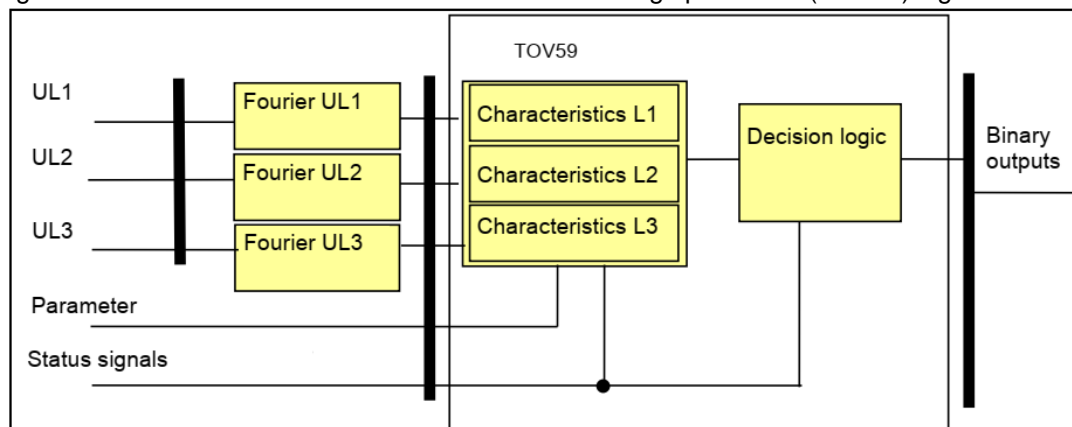 TOV59
UL1
Fourier UL1
Characteristics L1
Decision logic
Binary
outputs
UL2
Fourier UL2
Characteristics L2
UL3
Fourier UL3
Characteristics L3
Parameter
Status signals